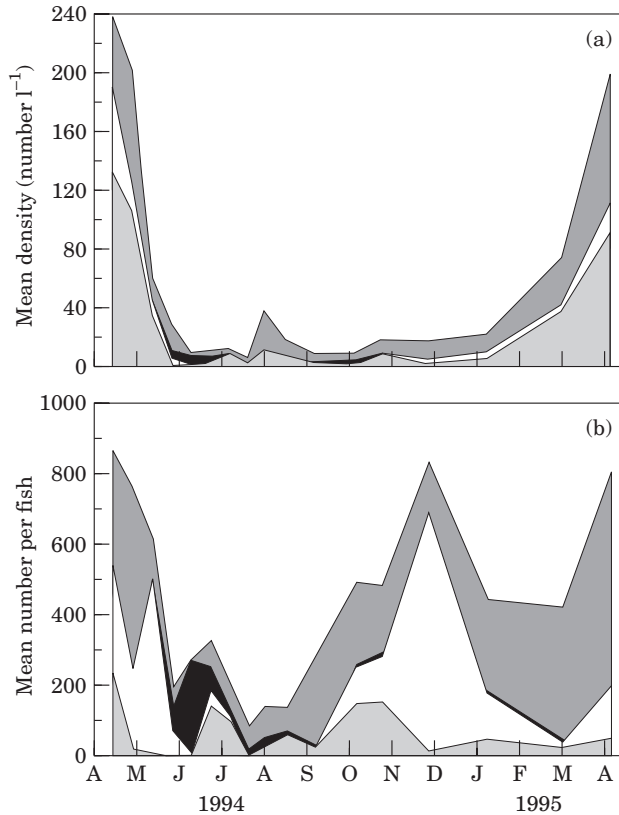 240
(a)
200
160
120
80
40
0
Mean density (number l⁻¹)
1000
(b)
800
600
400
200
0
Mean number per fish
A M J J A S O N D J F M A
1994 1995